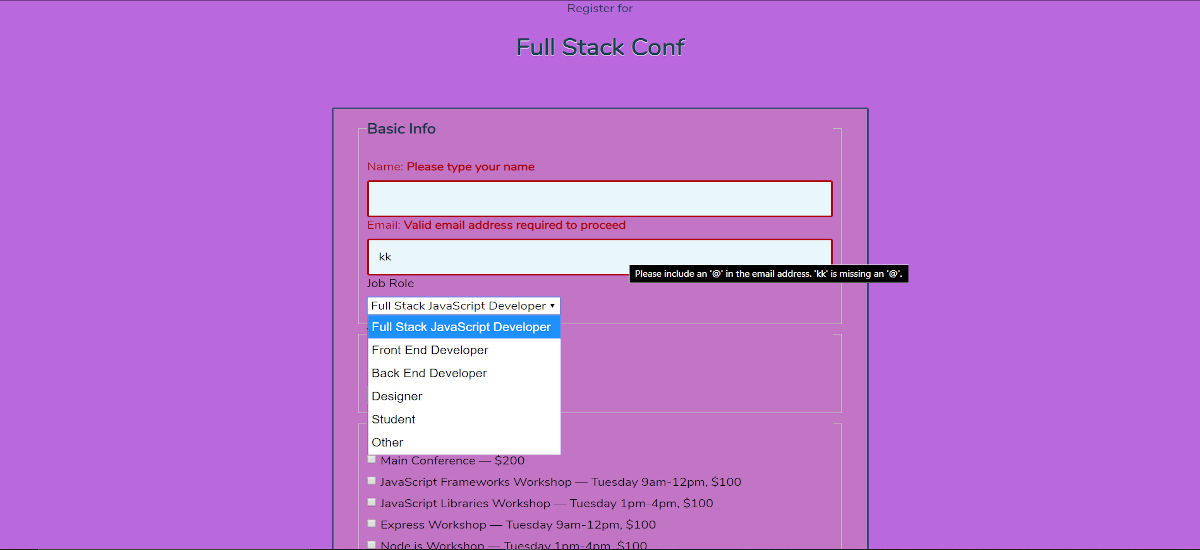 Register for
Full Stack Conf
Basic Info
Name: Please type your name
Email: Valid email address required to proceed
kk
Please include an '@' in the email address. 'kk' is missing an '@'.
Job Role
Full Stack JavaScript Developer
Full Stack JavaScript Developer
Front End Developer
Back End Developer
Designer
Student
Other
Main Conference — $200
JavaScript Frameworks Workshop — Tuesday 9am-12pm, $100
JavaScript Libraries Workshop — Tuesday 1pm-4pm, $100
Express Workshop — Tuesday 9am-12pm, $100
Node.js Workshop — Tuesday 1pm-4pm, $100